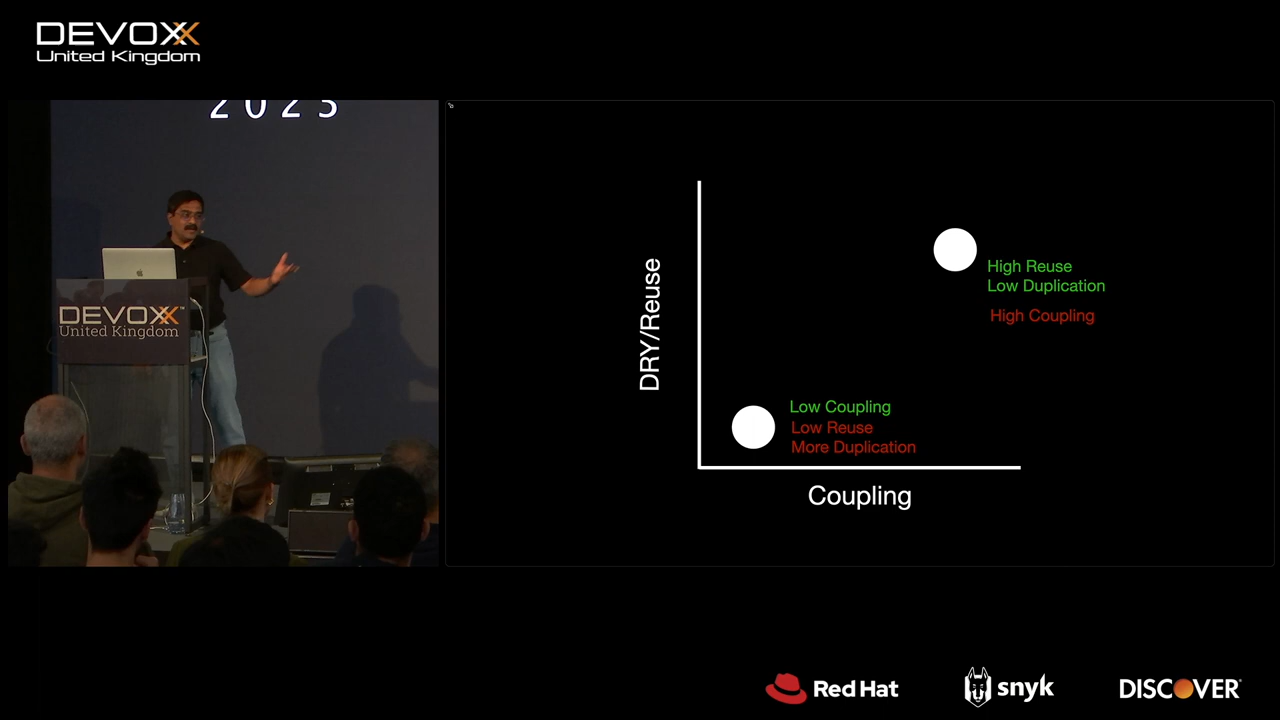 DEVOXX
United Kingdom
2023
DEVOXX
United Kingdom
DRY/Reuse
High Reuse
Low Duplication
High Coupling
Low Coupling
Low Reuse
More Duplication
Coupling
Red Hat
snyk
DISCOVER